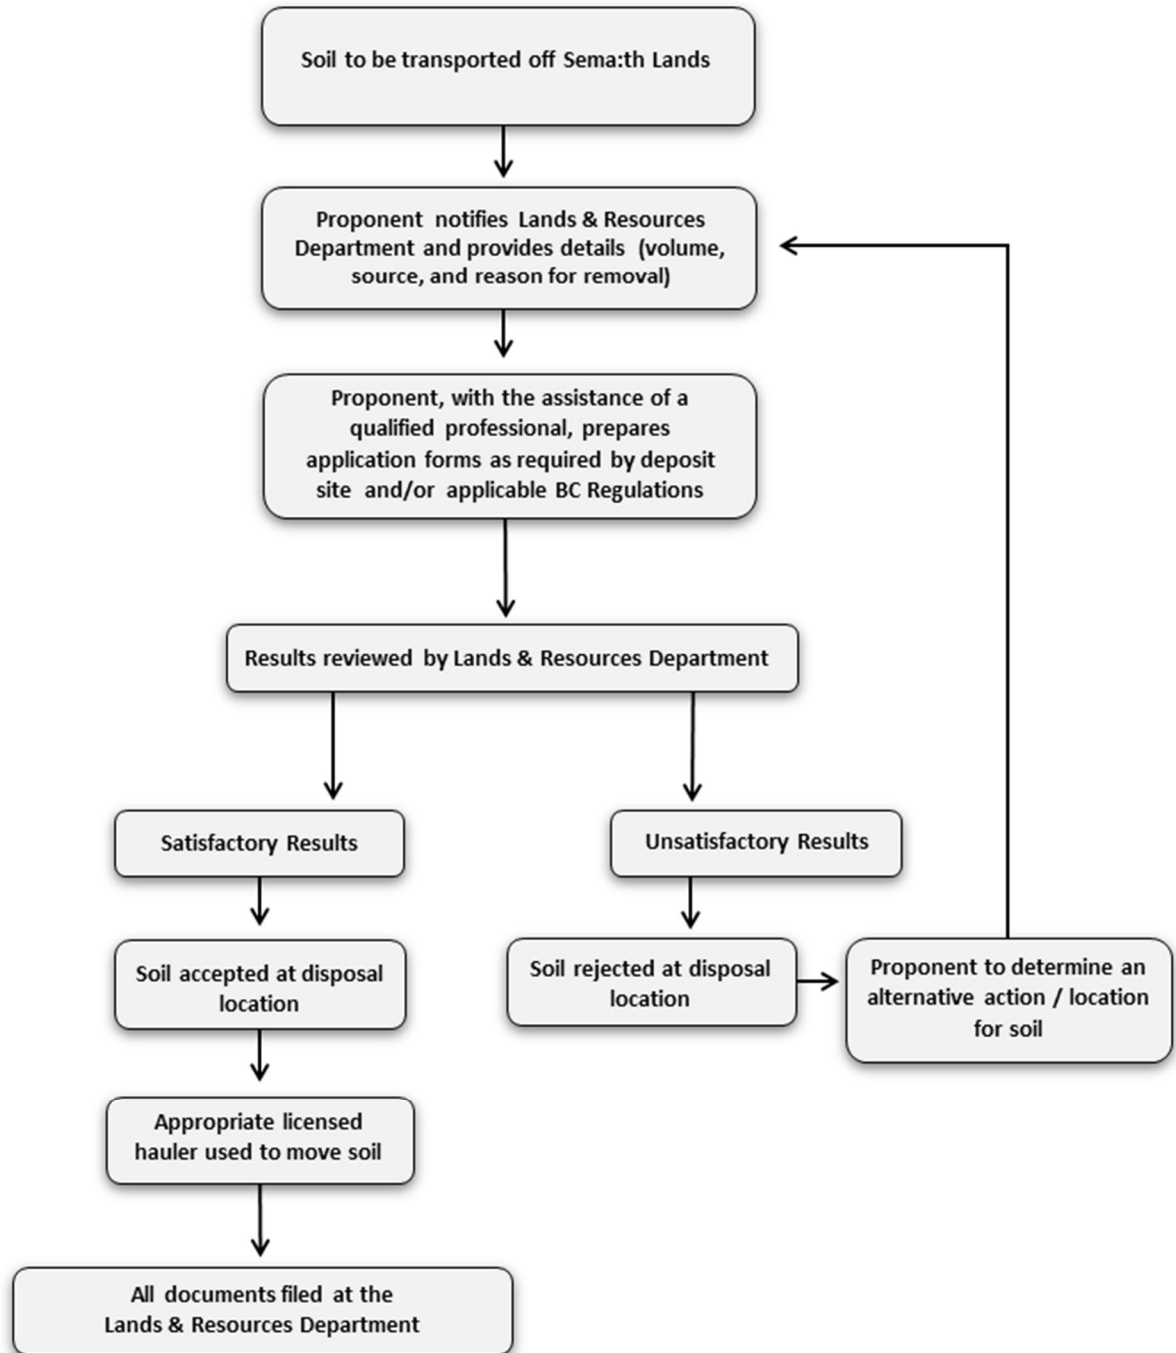 Soil to be transported off Sema:th Lands
Proponent notifies Lands & Resources
Department and provides details (volume,
source, and reason for removal)
Proponent, with the assistance of a
qualified professional, prepares
application forms as required by deposit
site and/or applicable BC Regulations
Results reviewed by Lands & Resources Department
Satisfactory Results
Unsatisfactory Results
Soil accepted at disposal
location
Soil rejected at disposal
location
Proponent to determine an
alternative action / location
for soil
Appropriate licensed
hauler used to move soil
All documents filed at the
Lands & Resources Department